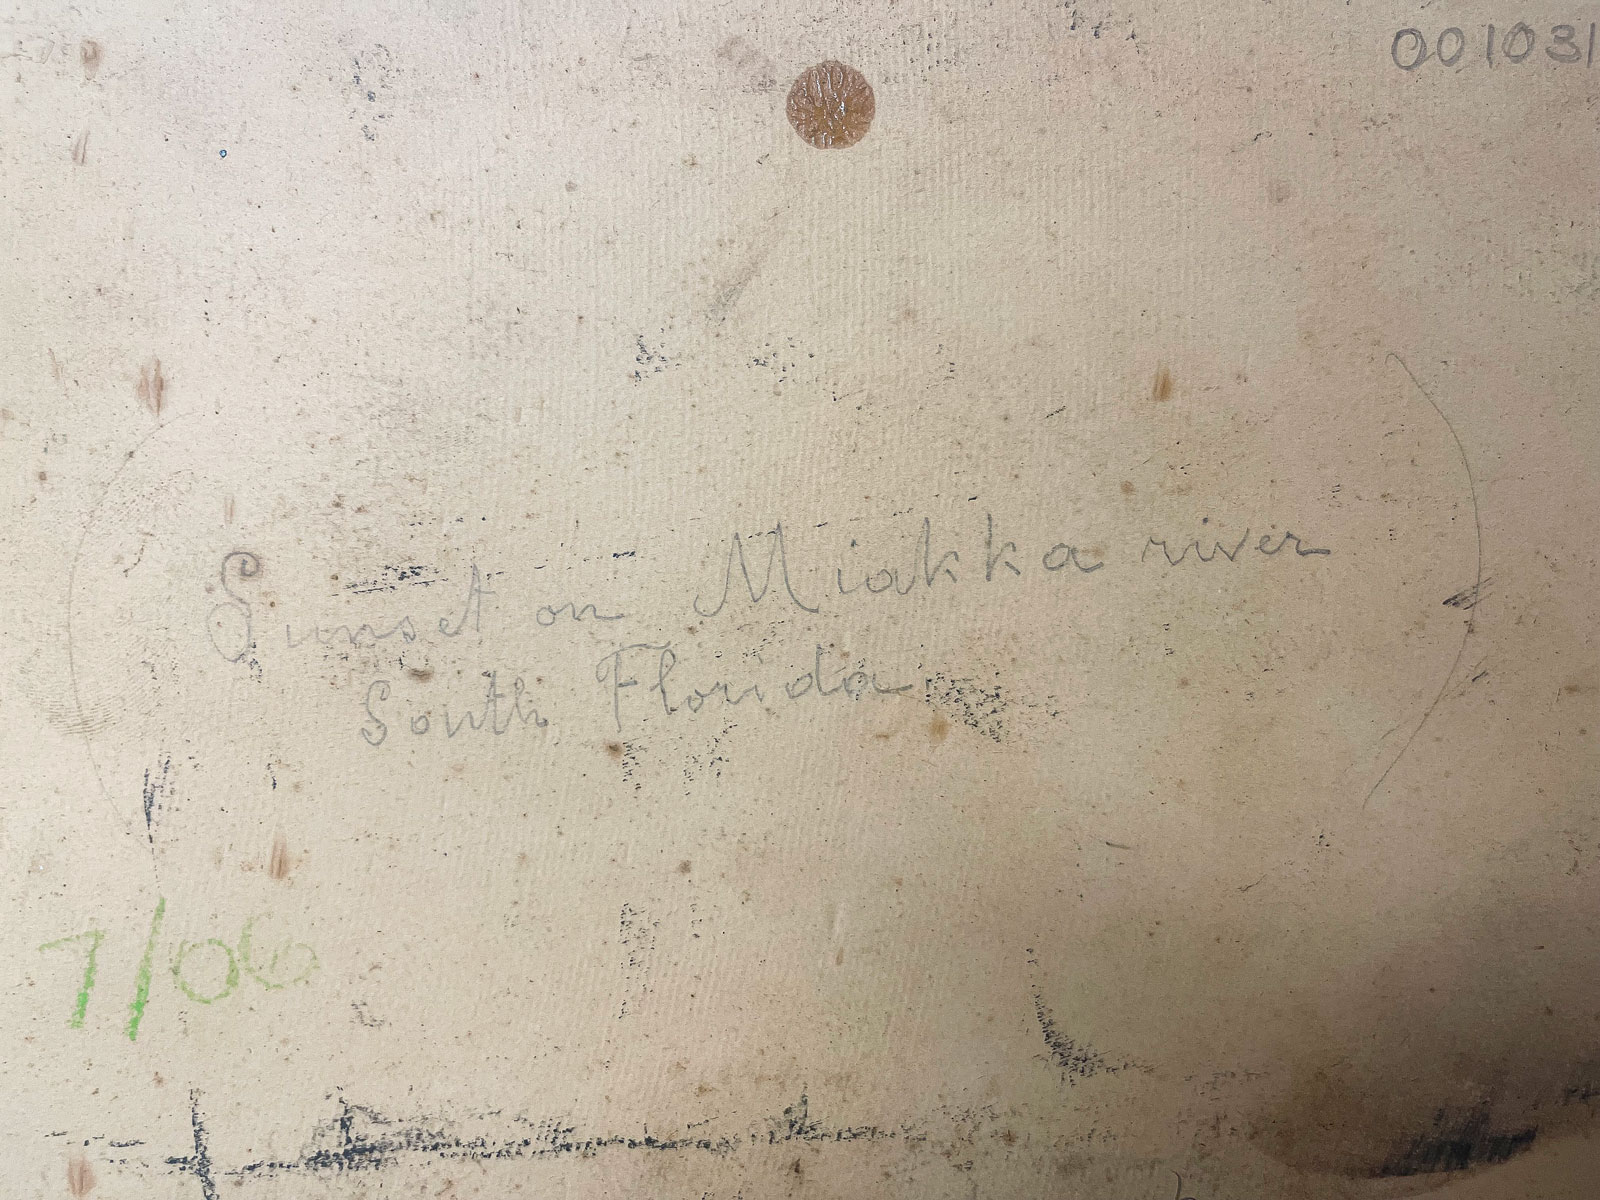 001031
Sunset on Miakka river
South Florida
7/06